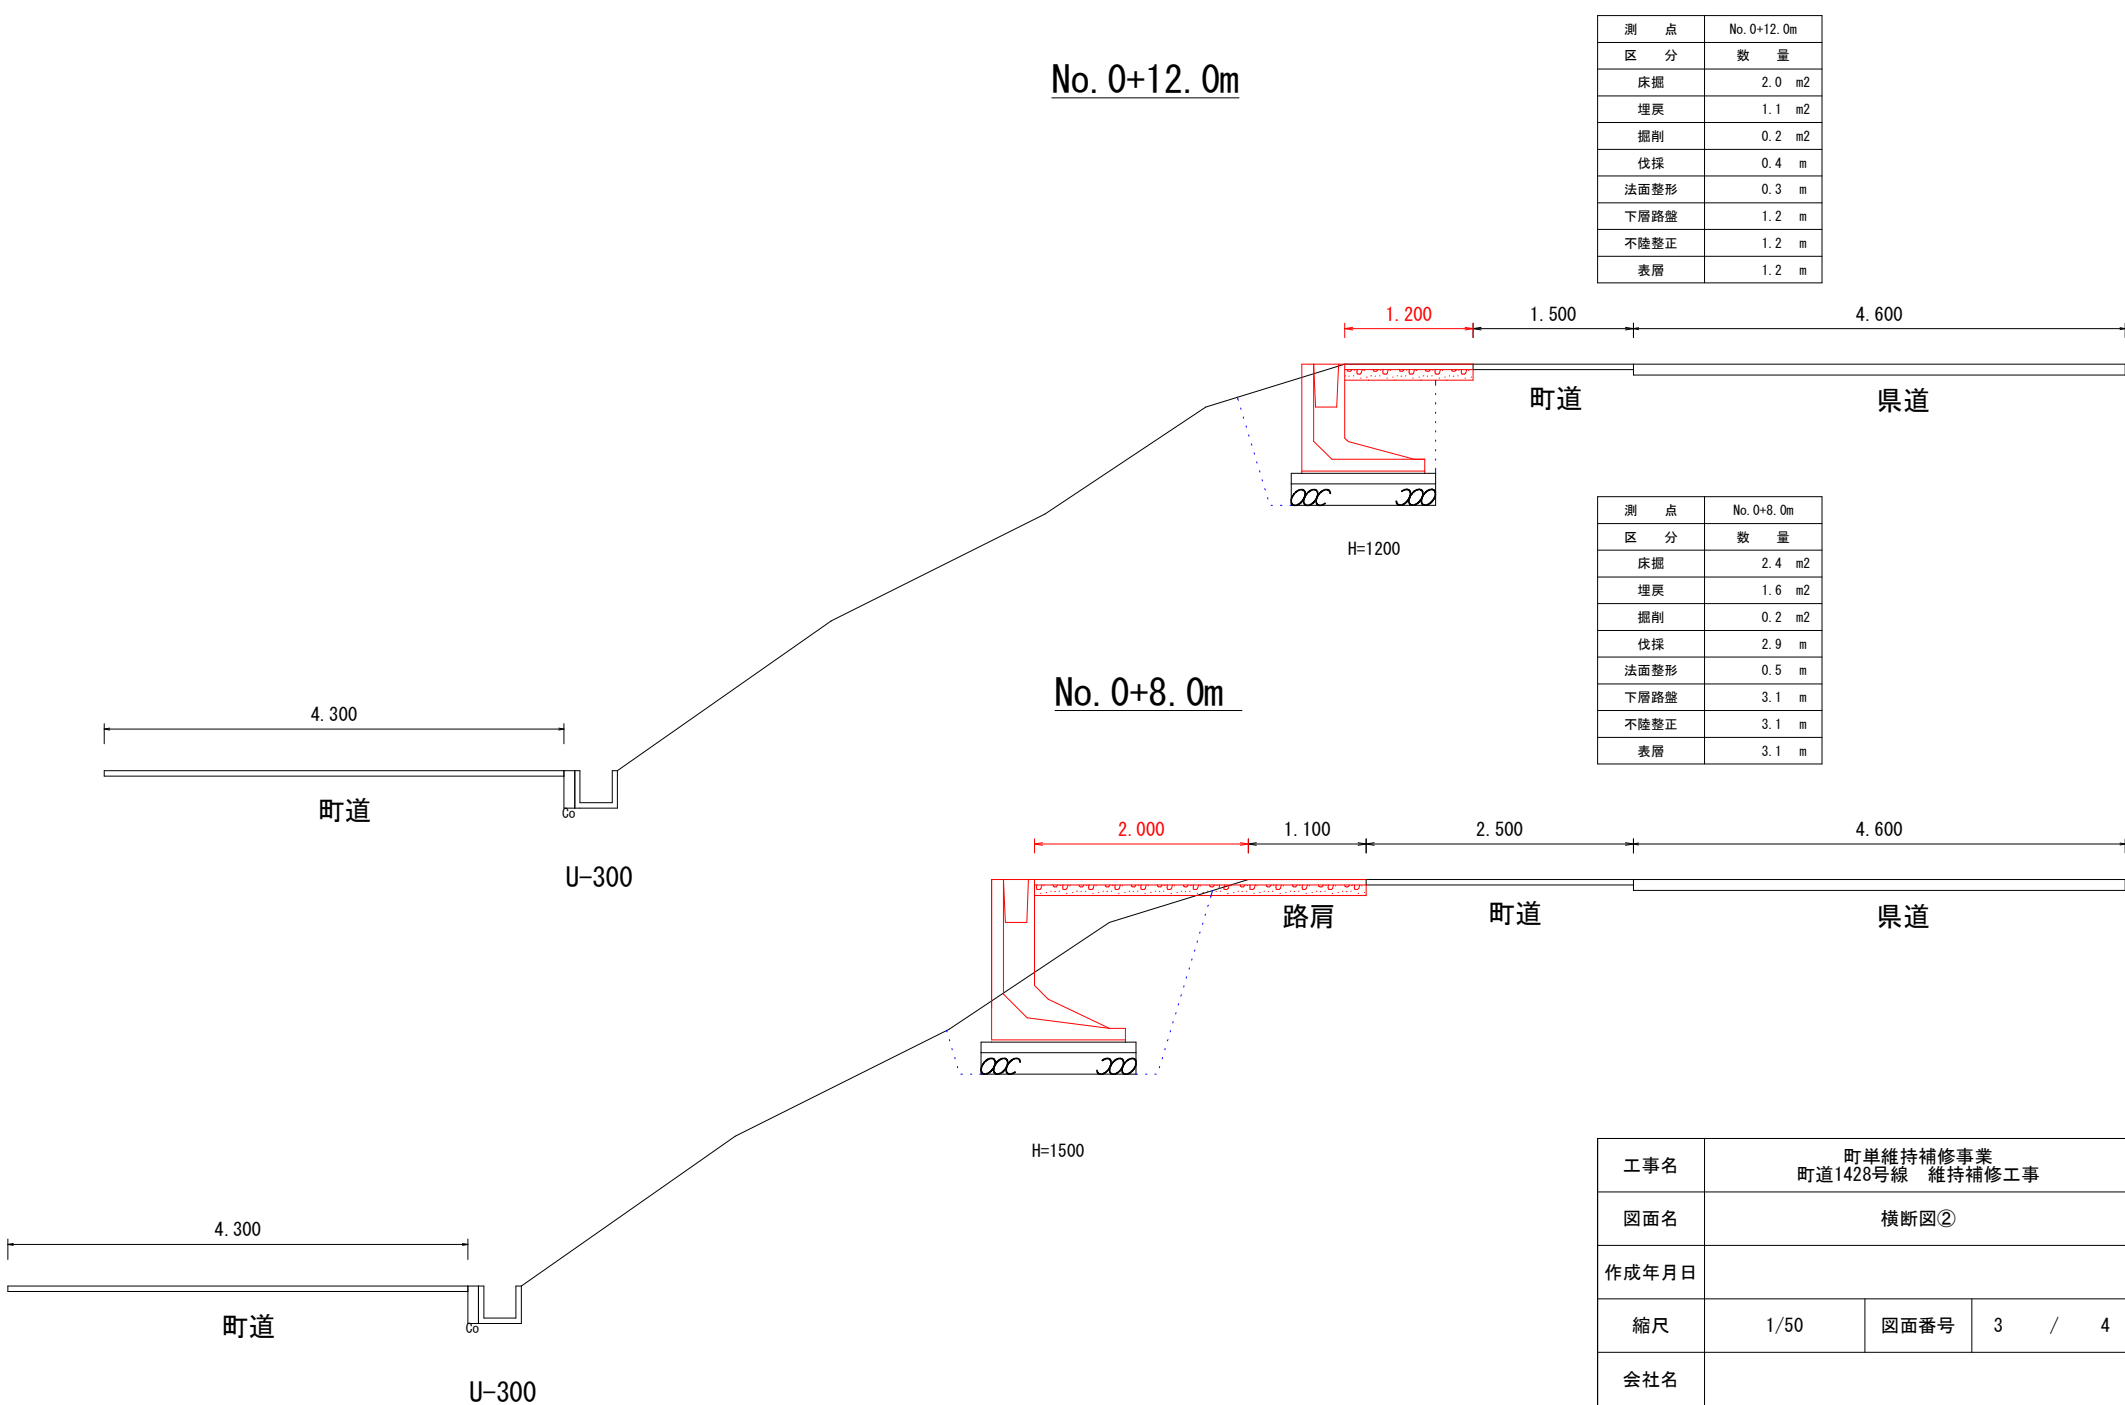 No.0+12.0m
測　点 No.0+12.0m
区　分 数　量
床掘 2.0 m2
埋戻 1.1 m2
掘削 0.2 m2
伐採 0.4 m
法面整形 0.3 m
下層路盤 1.2 m
不陸整正 1.2 m
表層 1.2 m
1.200 1.500 4.600
町道 県道
H=1200
4.300
町道
Co
U-300
No.0+8.0m
測　点 No.0+8.0m
区　分 数　量
床掘 2.4 m2
埋戻 1.6 m2
掘削 0.2 m2
伐採 2.9 m
法面整形 0.5 m
下層路盤 3.1 m
不陸整正 3.1 m
表層 3.1 m
2.000 1.100 2.500 4.600
路肩 町道 県道
H=1500
4.300
町道
Co
U-300
工事名 町単維持補修事業
町道1428号線　維持補修工事
図面名 横断図②
作成年月日
縮尺 1/50 図面番号 3 / 4
会社名